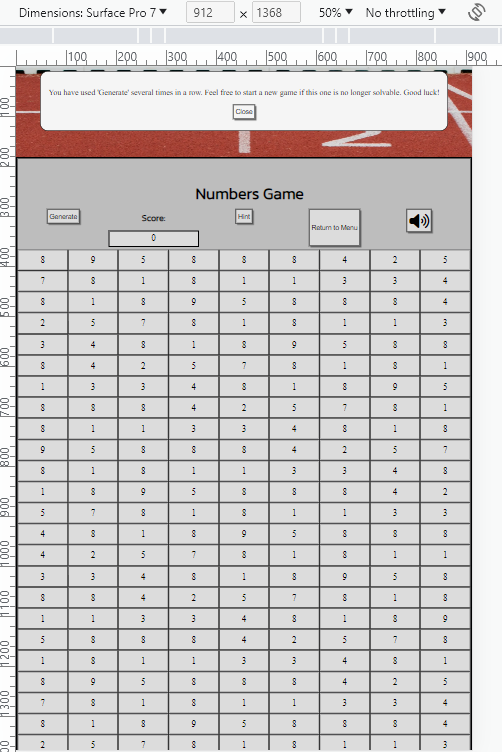 Dimensions: Surface Pro 7 ▼ 912 x 1368 50% ▼ No throttling ▼
100 200 300 400 500 600 700 800 900
100
200
300
400
500
600
700
800
900
1000
1100
1200
1300
You have used 'Generate' several times in a row. Feel free to start a new game if this one is no longer solvable. Good luck!
Close
Numbers Game
Generate Score: Hint Return to Menu
0
8 9 5 8 8 8 4 2 5
7 8 1 8 1 1 3 3 4
8 1 8 9 5 8 8 8 4
2 5 7 8 1 8 1 1 3
3 4 8 1 8 9 5 8 8
8 4 2 5 7 8 1 8 1
1 3 3 4 8 1 8 9 5
8 8 8 4 2 5 7 8 1
8 1 1 3 3 4 8 1 8
9 5 8 8 8 4 2 5 7
8 1 8 1 1 3 3 4 8
1 8 9 5 8 8 8 4 2
5 7 8 1 8 1 1 3 3
4 8 1 8 9 5 8 8 8
4 2 5 7 8 1 8 1 1
3 3 4 8 1 8 9 5 8
8 8 4 2 5 7 8 1 8
1 1 3 3 4 8 1 8 9
5 8 8 8 4 2 5 7 8
1 8 1 1 3 3 4 8 1
8 9 5 8 8 8 4 2 5
7 8 1 8 1 1 3 3 4
8 1 8 9 5 8 8 8 4
2 5 7 8 1 8 1 1 3